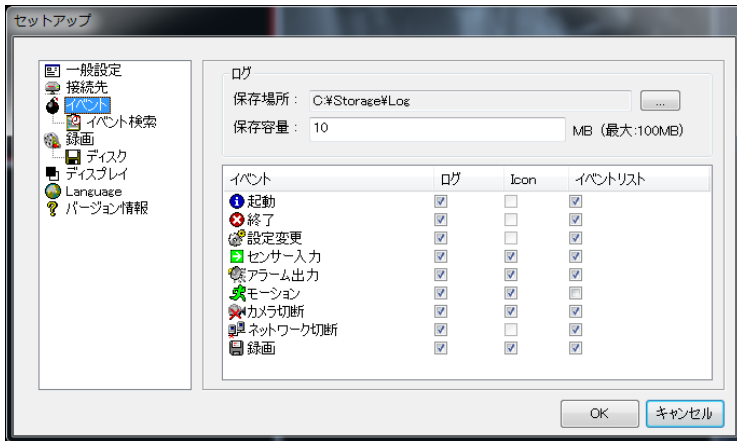 セットアップ
一般設定
接続先
イベント
イベント検索
録画
ディスク
ディスプレイ
Language
バージョン情報
ログ
保存場所： C:¥Storage¥Log ...
保存容量： 10 MB （最大:100MB）
イベント ログ Icon イベントリスト
起動
終了
設定変更
センサー入力
アラーム出力
モーション
カメラ切断
ネットワーク切断
録画
OK キャンセル